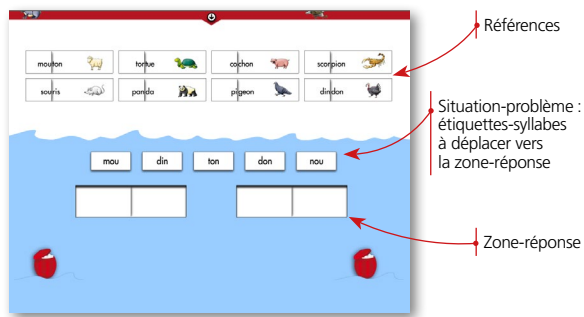 Références
mouton
tortue
cochon
scorpion
souris
panda
pigeon
dindon
Situation-problème :
étiquettes-syllabes
à déplacer vers
la zone-réponse
mou
din
ton
don
nou
Zone-réponse